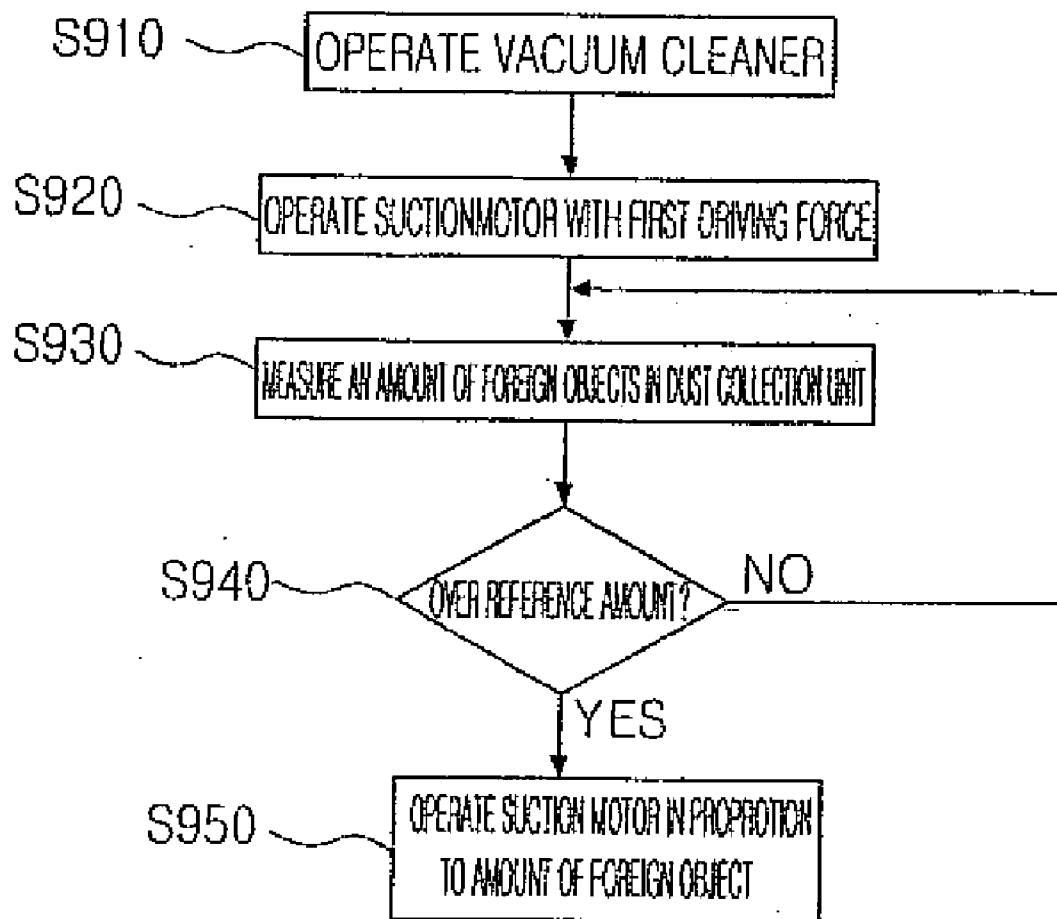 S910
OPERATE VACUUM CLEANER
S920
OPERATE SUCTIONMOTOR WITH FIRST DRIVING FORCE
S930
MEASURE AN AMOUNT OF FOREIGN OBJECTS IN DUST COLLECTION UNIT
S940
OVER REFERENCE AMOUNT?
NO
YES
S950
OPERATE SUCTION MOTOR IN PROPROTION
TO AMOUNT OF FOREIGN OBJECT